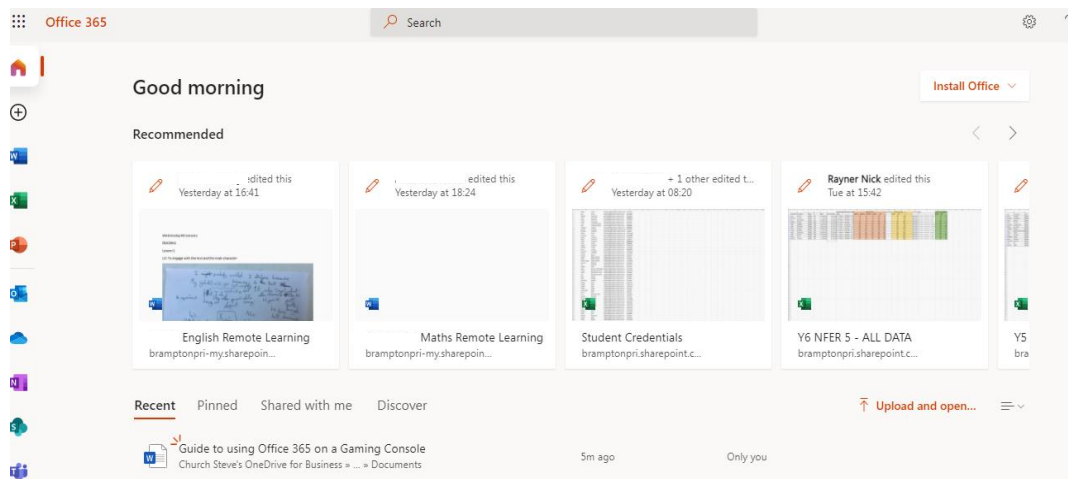 Office 365
Search
Good morning
Install Office
Recommended
edited this
Yesterday at 16:41
edited this
Yesterday at 18:24
+ 1 other edited t...
Yesterday at 08:20
Rayner Nick edited this
Tue at 15:42
English Remote Learning
bramptonpri-my.sharepoin...
Maths Remote Learning
bramptonpri-my.sharepoin...
Student Credentials
bramptonpri.sharepoint.c...
Y6 NFER 5 - ALL DATA
bramptonpri.sharepoint.c...
Y5
bra
Recent Pinned Shared with me Discover
Upload and open...
Guide to using Office 365 on a Gaming Console
Church Steve's OneDrive for Business » ... » Documents
5m ago
Only you